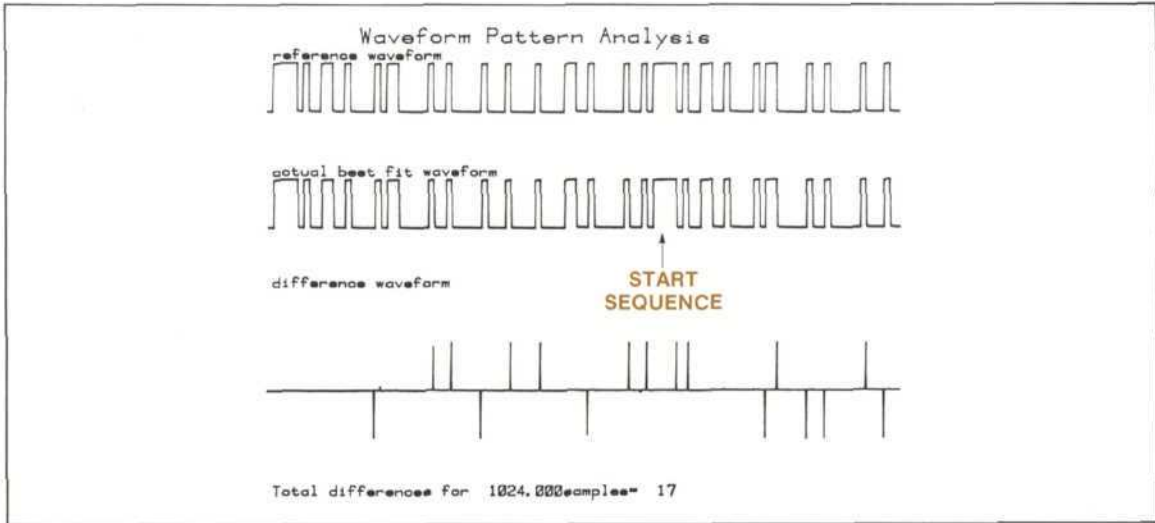 Waveform Pattern Analysis
reference waveform
actual best fit waveform
START
SEQUENCE
difference waveform
Total differences for 1024.000samples= 17